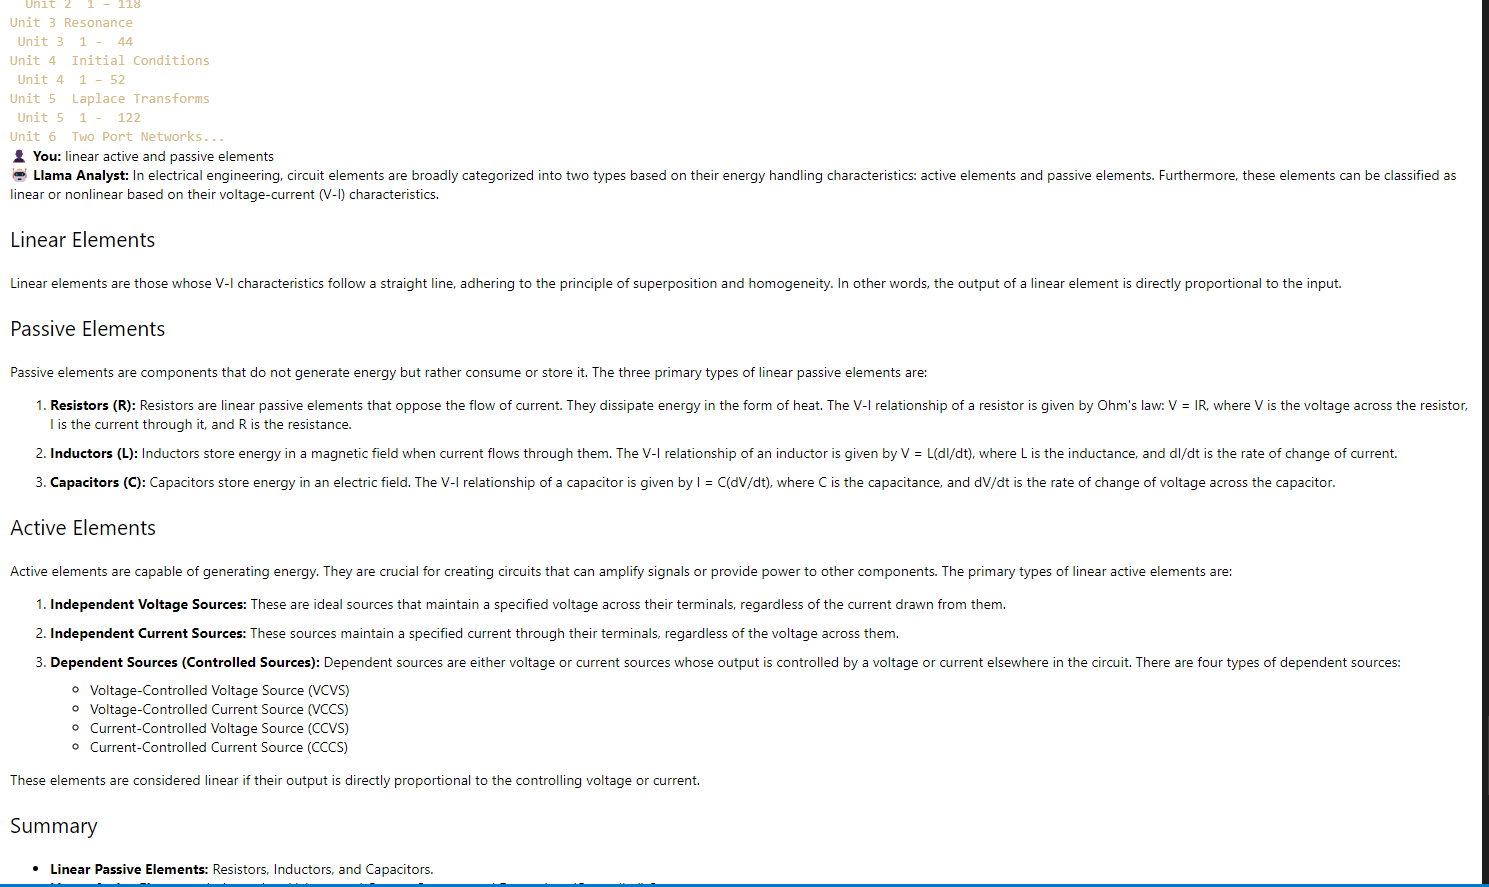 Unit 2 1 - 118
Unit 3 Resonance
Unit 3 1 - 44
Unit 4 Initial Conditions
Unit 4 1 - 52
Unit 5 Laplace Transforms
Unit 5 1 - 122
Unit 6 Two Port Networks...
You: linear active and passive elements
Llama Analyst: In electrical engineering, circuit elements are broadly categorized into two types based on their energy handling characteristics: active elements and passive elements. Furthermore, these elements can be classified as
linear or nonlinear based on their voltage-current (V-I) characteristics.
Linear Elements
Linear elements are those whose V-I characteristics follow a straight line, adhering to the principle of superposition and homogeneity. In other words, the output of a linear element is directly proportional to the input.
Passive Elements
Passive elements are components that do not generate energy but rather consume or store it. The three primary types of linear passive elements are:
1. Resistors (R): Resistors are linear passive elements that oppose the flow of current. They dissipate energy in the form of heat. The V-I relationship of a resistor is given by Ohm's law: V = IR, where V is the voltage across the resistor,
I is the current through it, and R is the resistance.
2. Inductors (L): Inductors store energy in a magnetic field when current flows through them. The V-I relationship of an inductor is given by V = L(dI/dt), where L is the inductance, and dI/dt is the rate of change of current.
3. Capacitors (C): Capacitors store energy in an electric field. The V-I relationship of a capacitor is given by I = C(dV/dt), where C is the capacitance, and dV/dt is the rate of change of voltage across the capacitor.
Active Elements
Active elements are capable of generating energy. They are crucial for creating circuits that can amplify signals or provide power to other components. The primary types of linear active elements are:
1. Independent Voltage Sources: These are ideal sources that maintain a specified voltage across their terminals, regardless of the current drawn from them.
2. Independent Current Sources: These sources maintain a specified current through their terminals, regardless of the voltage across them.
3. Dependent Sources (Controlled Sources): Dependent sources are either voltage or current sources whose output is controlled by a voltage or current elsewhere in the circuit. There are four types of dependent sources:
Voltage-Controlled Voltage Source (VCVS)
Voltage-Controlled Current Source (VCCS)
Current-Controlled Voltage Source (CCVS)
Current-Controlled Current Source (CCCS)
These elements are considered linear if their output is directly proportional to the controlling voltage or current.
Summary
Linear Passive Elements: Resistors, Inductors, and Capacitors.